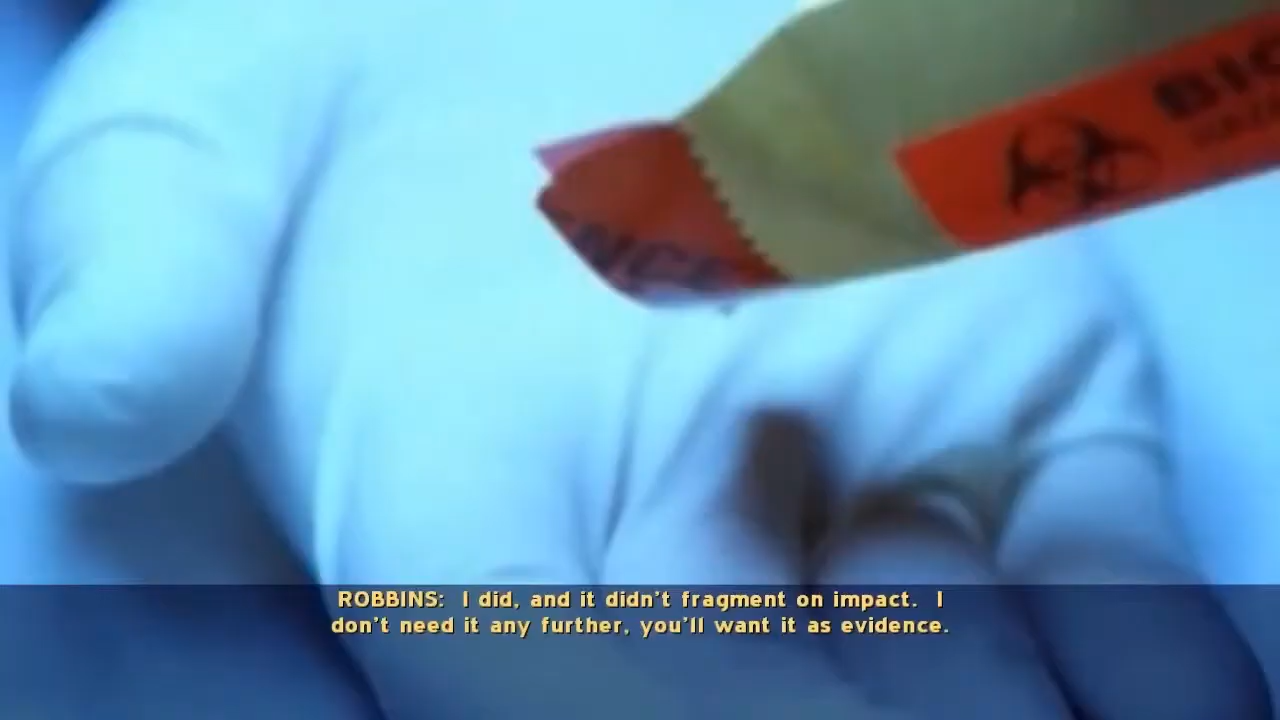 BIO
ROBBINS:  I did, and it didn't fragment on impact.  I
don't need it any further, you'll want it as evidence.